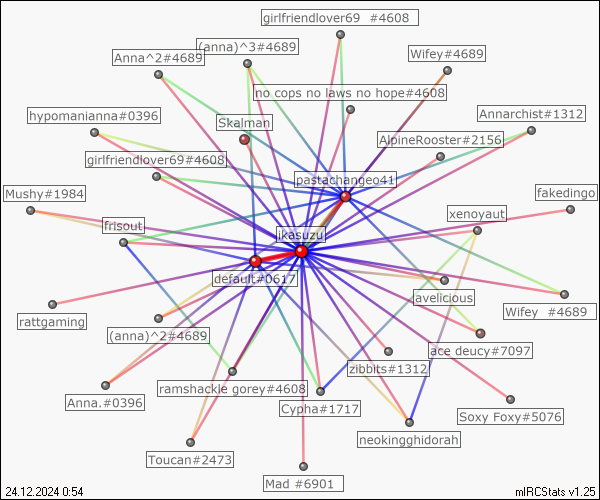 girlfriendlover69  #4608
(anna)^3#4689
Anna^2#4689
Wifey#4689
no cops no laws no hope#4608
hypomanianna#0396
Skalman
Annarchist#1312
AlpineRooster#2156
girlfriendlover69#4608
pastachangeo41
Mushy#1984
fakedingo
xenoyaut
frisout
ikasuzu
default#0617
avelicious
Wifey  #4689
rattgaming
(anna)^2#4689
ace deucy#7097
zibbits#1312
ramshackle gorey#4608
Anna.#0396
Cypha#1717
Soxy Foxy#5076
neokingghidorah
Toucan#2473
Mad #6901
24.12.2024 0:54
mIRCStats v1.25